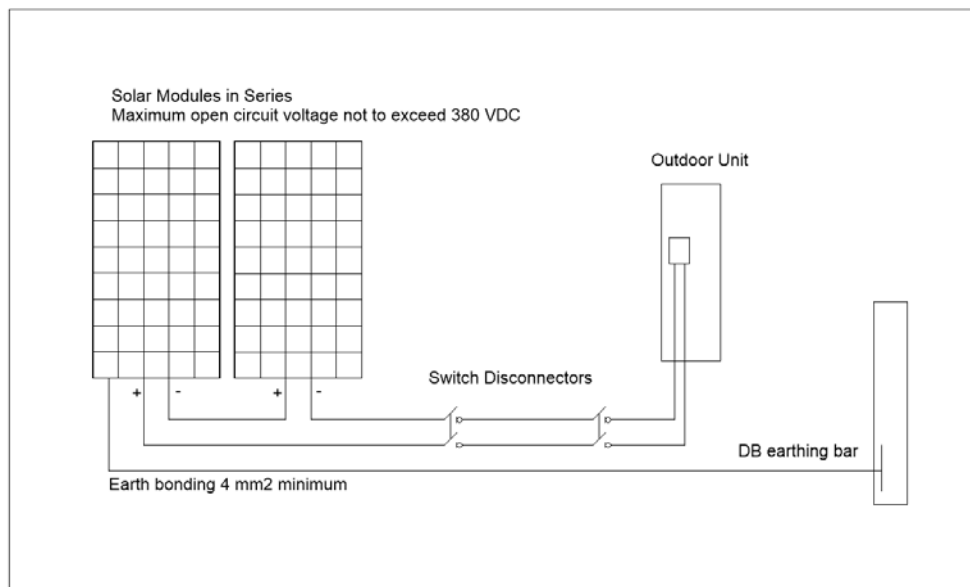 Solar Modules in Series
Maximum open circuit voltage not to exceed 380 VDC
Outdoor Unit
Switch Disconnectors
+ - + -
DB earthing bar
Earth bonding 4 mm2 minimum